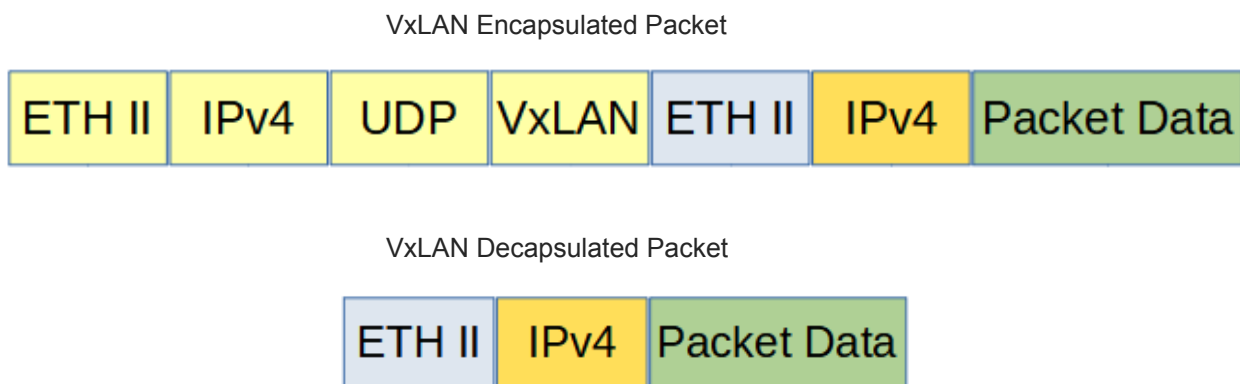 VxLAN Encapsulated Packet
ETH II IPv4 UDP VxLAN ETH II IPv4 Packet Data
VxLAN Decapsulated Packet
ETH II IPv4 Packet Data